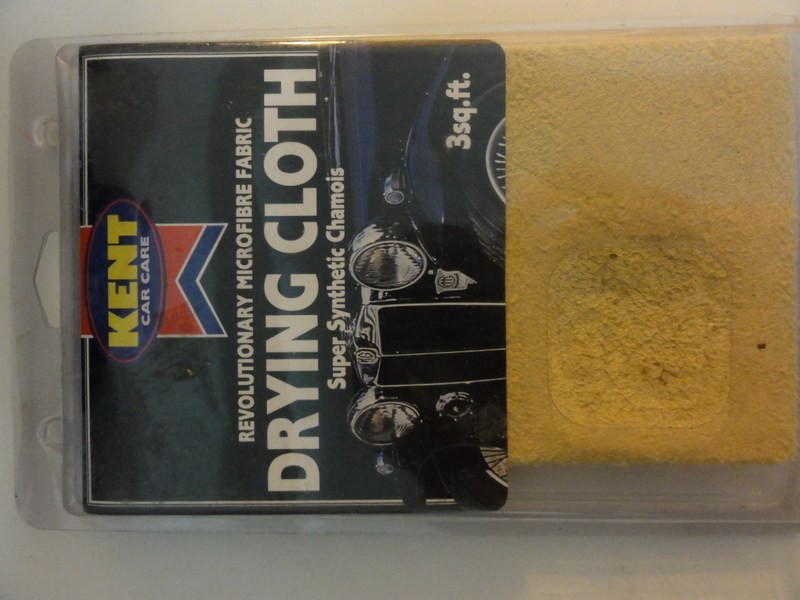 KENT
CAR CARE
REVOLUTIONARY MICROFIBRE FABRIC
DRYING CLOTH
Super Synthetic Chamois
3sq.ft.